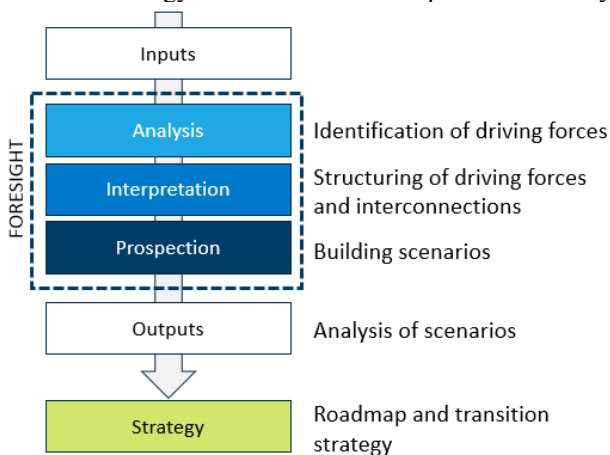 Inputs
FORESIGHT
Analysis
Identification of driving forces
Interpretation
Structuring of driving forces
and interconnections
Prospection
Building scenarios
Outputs
Analysis of scenarios
Strategy
Roadmap and transition
strategy